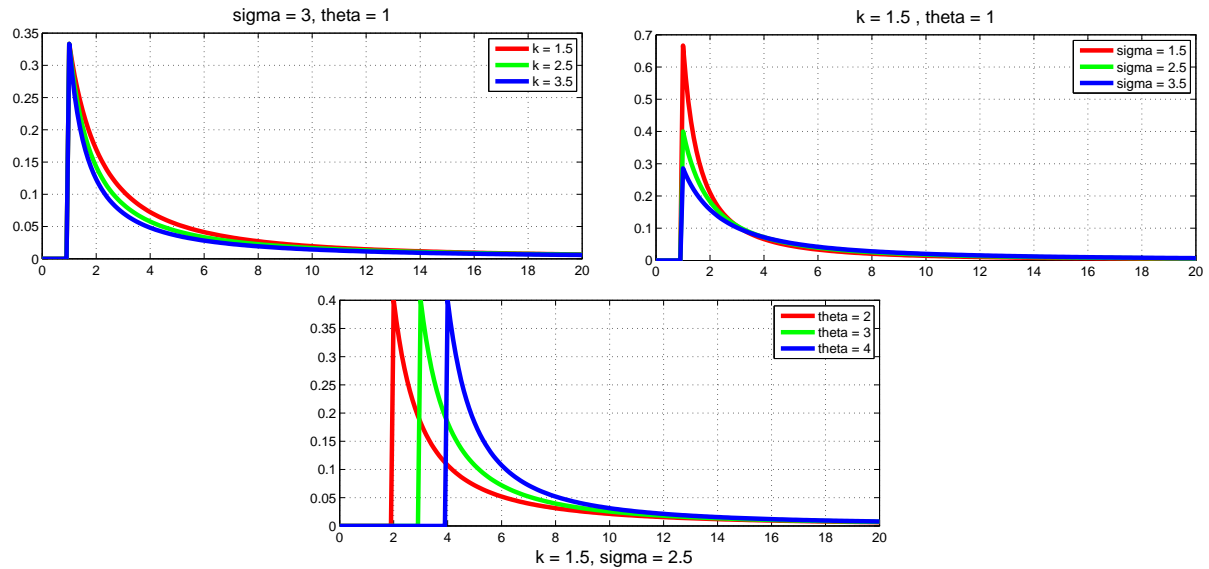 sigma = 3, theta = 1
0.35
0.3
0.25
0.2
0.15
0.1
0.05
0
0 2 4 6 8 10 12 14 16 18 20
k = 1.5
k = 2.5
k = 3.5
k = 1.5 , theta = 1
0.7
0.6
0.5
0.4
0.3
0.2
0.1
0
0 2 4 6 8 10 12 14 16 18 20
sigma = 1.5
sigma = 2.5
sigma = 3.5
0.4
0.35
0.3
0.25
0.2
0.15
0.1
0.05
0
0 2 4 6 8 10 12 14 16 18 20
theta = 2
theta = 3
theta = 4
k = 1.5, sigma = 2.5